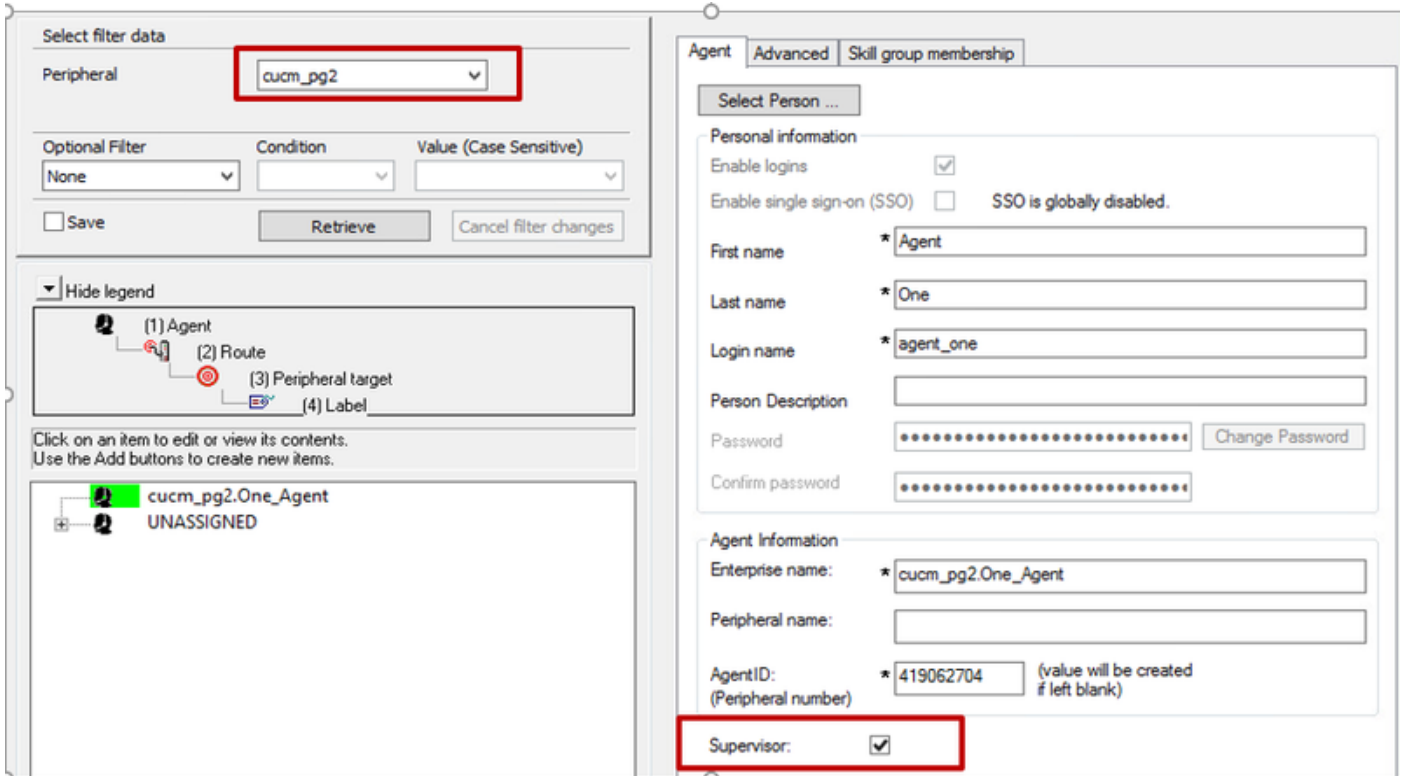 Select filter data
Peripheral
cucm_pg2
Optional Filter
Condition
Value (Case Sensitive)
None
Save
Retrieve
Cancel filter changes
Hide legend
(1) Agent
(2) Route
(3) Peripheral target
(4) Label
Click on an item to edit or view its contents.
Use the Add buttons to create new items.
cucm_pg2.One_Agent
UNASSIGNED
Agent
Advanced
Skill group membership
Select Person ...
Personal information
Enable logins
Enable single sign-on (SSO)
SSO is globally disabled.
First name
* Agent
Last name
* One
Login name
* agent_one
Person Description
Password
Change Password
Confirm password
Agent Information
Enterprise name:
* cucm_pg2.One_Agent
Peripheral name:
AgentID:
(Peripheral number)
* 419062704
(value will be created
if left blank)
Supervisor: